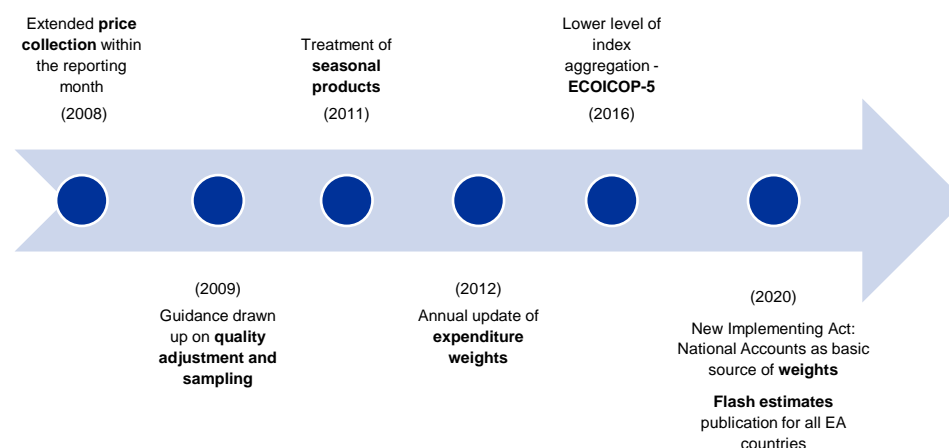 Extended price
collection within
the reporting
month
(2008)
Treatment of
seasonal
products
(2011)
Lower level of
index
aggregation -
ECOICOP-5
(2016)
(2009)
Guidance drawn
up on quality
adjustment and
sampling
(2012)
Annual update of
expenditure
weights
(2020)
New Implementing Act:
National Accounts as basic
source of weights
Flash estimates
publication for all EA
countries